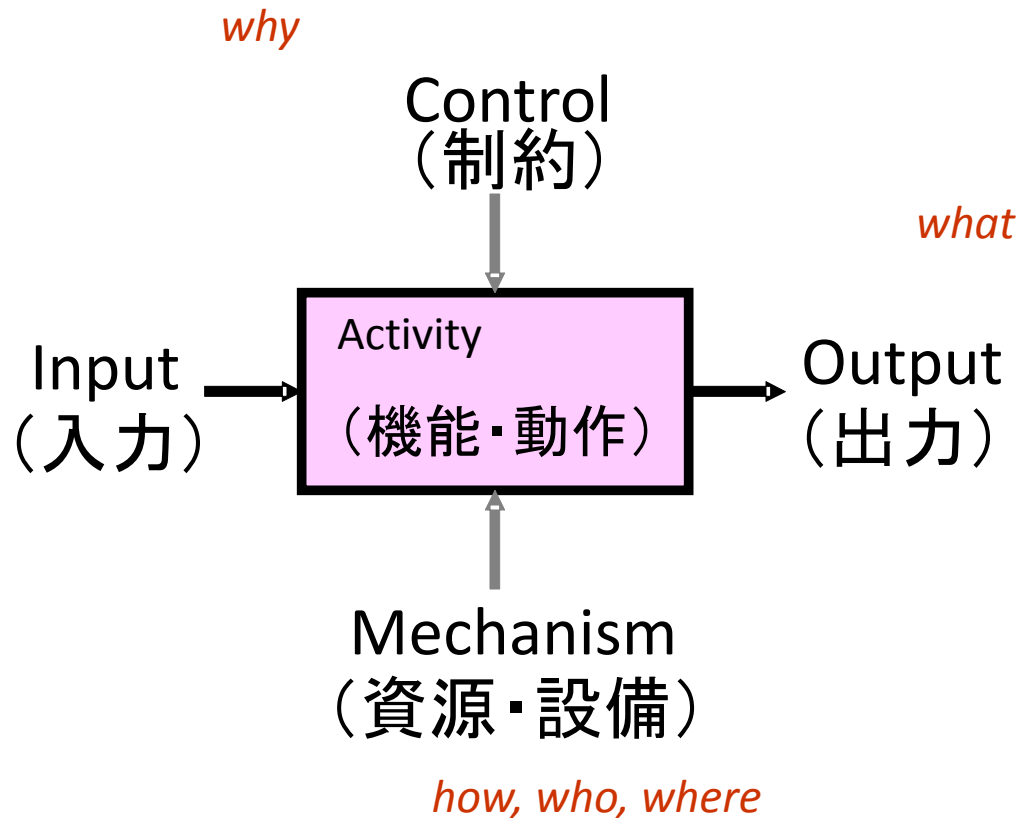 why
Control
（制約）
what
Activity
（機能・動作）
Input
（入力）
Output
（出力）
Mechanism
（資源・設備）
how, who, where